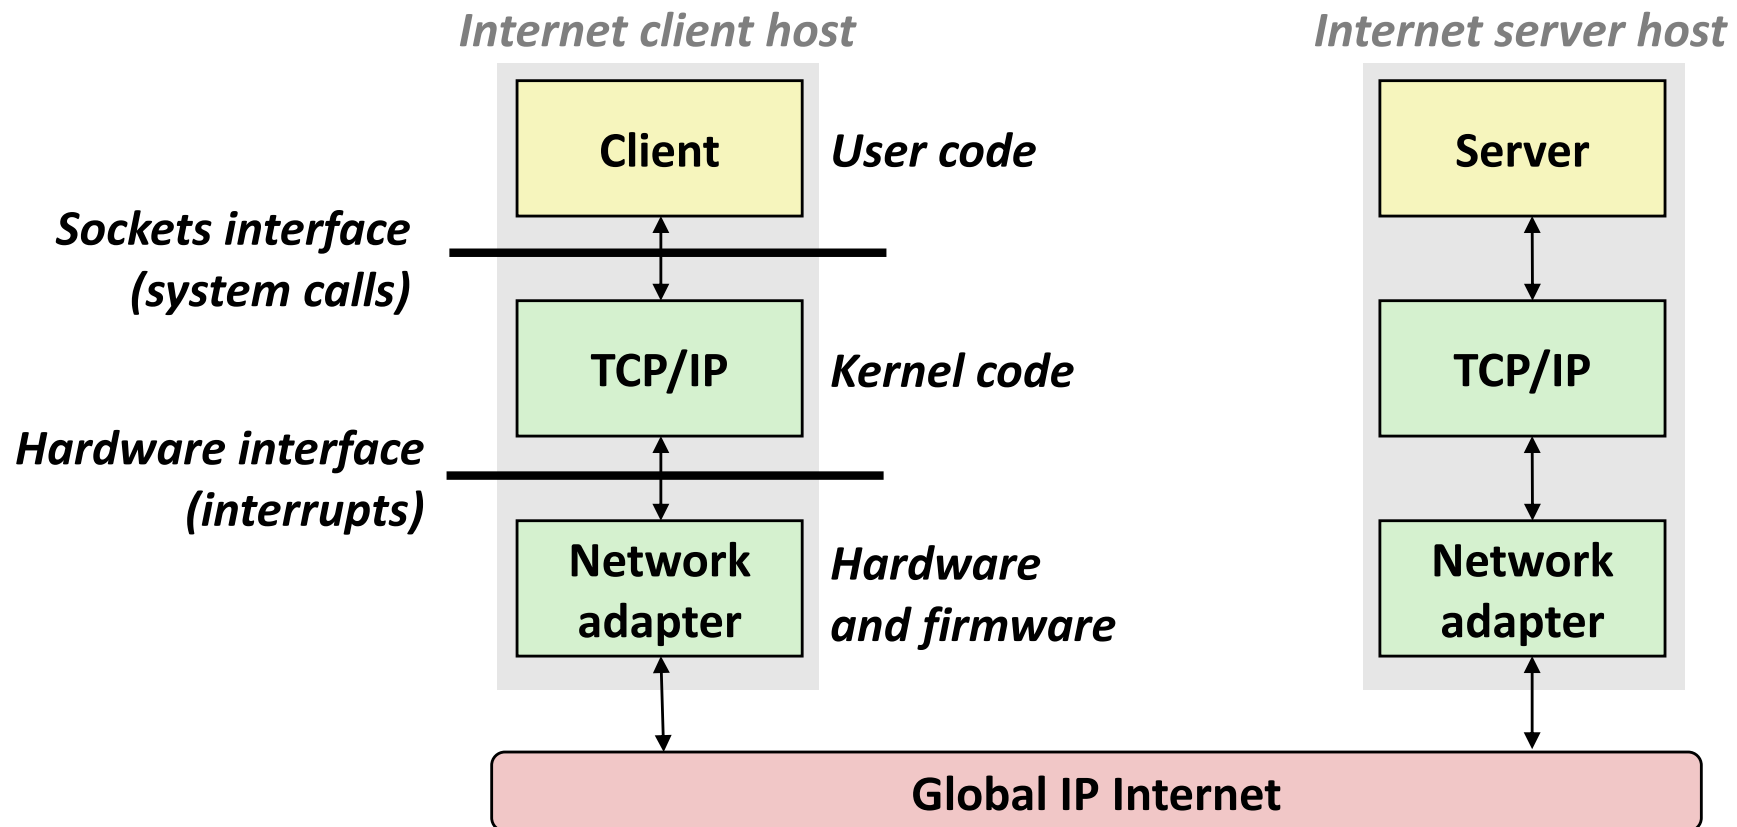 Internet client host
Internet server host
Client
User code
Server
Sockets interface
(system calls)
TCP/IP
Kernel code
TCP/IP
Hardware interface
(interrupts)
Network
adapter
Hardware
and firmware
Network
adapter
Global IP Internet